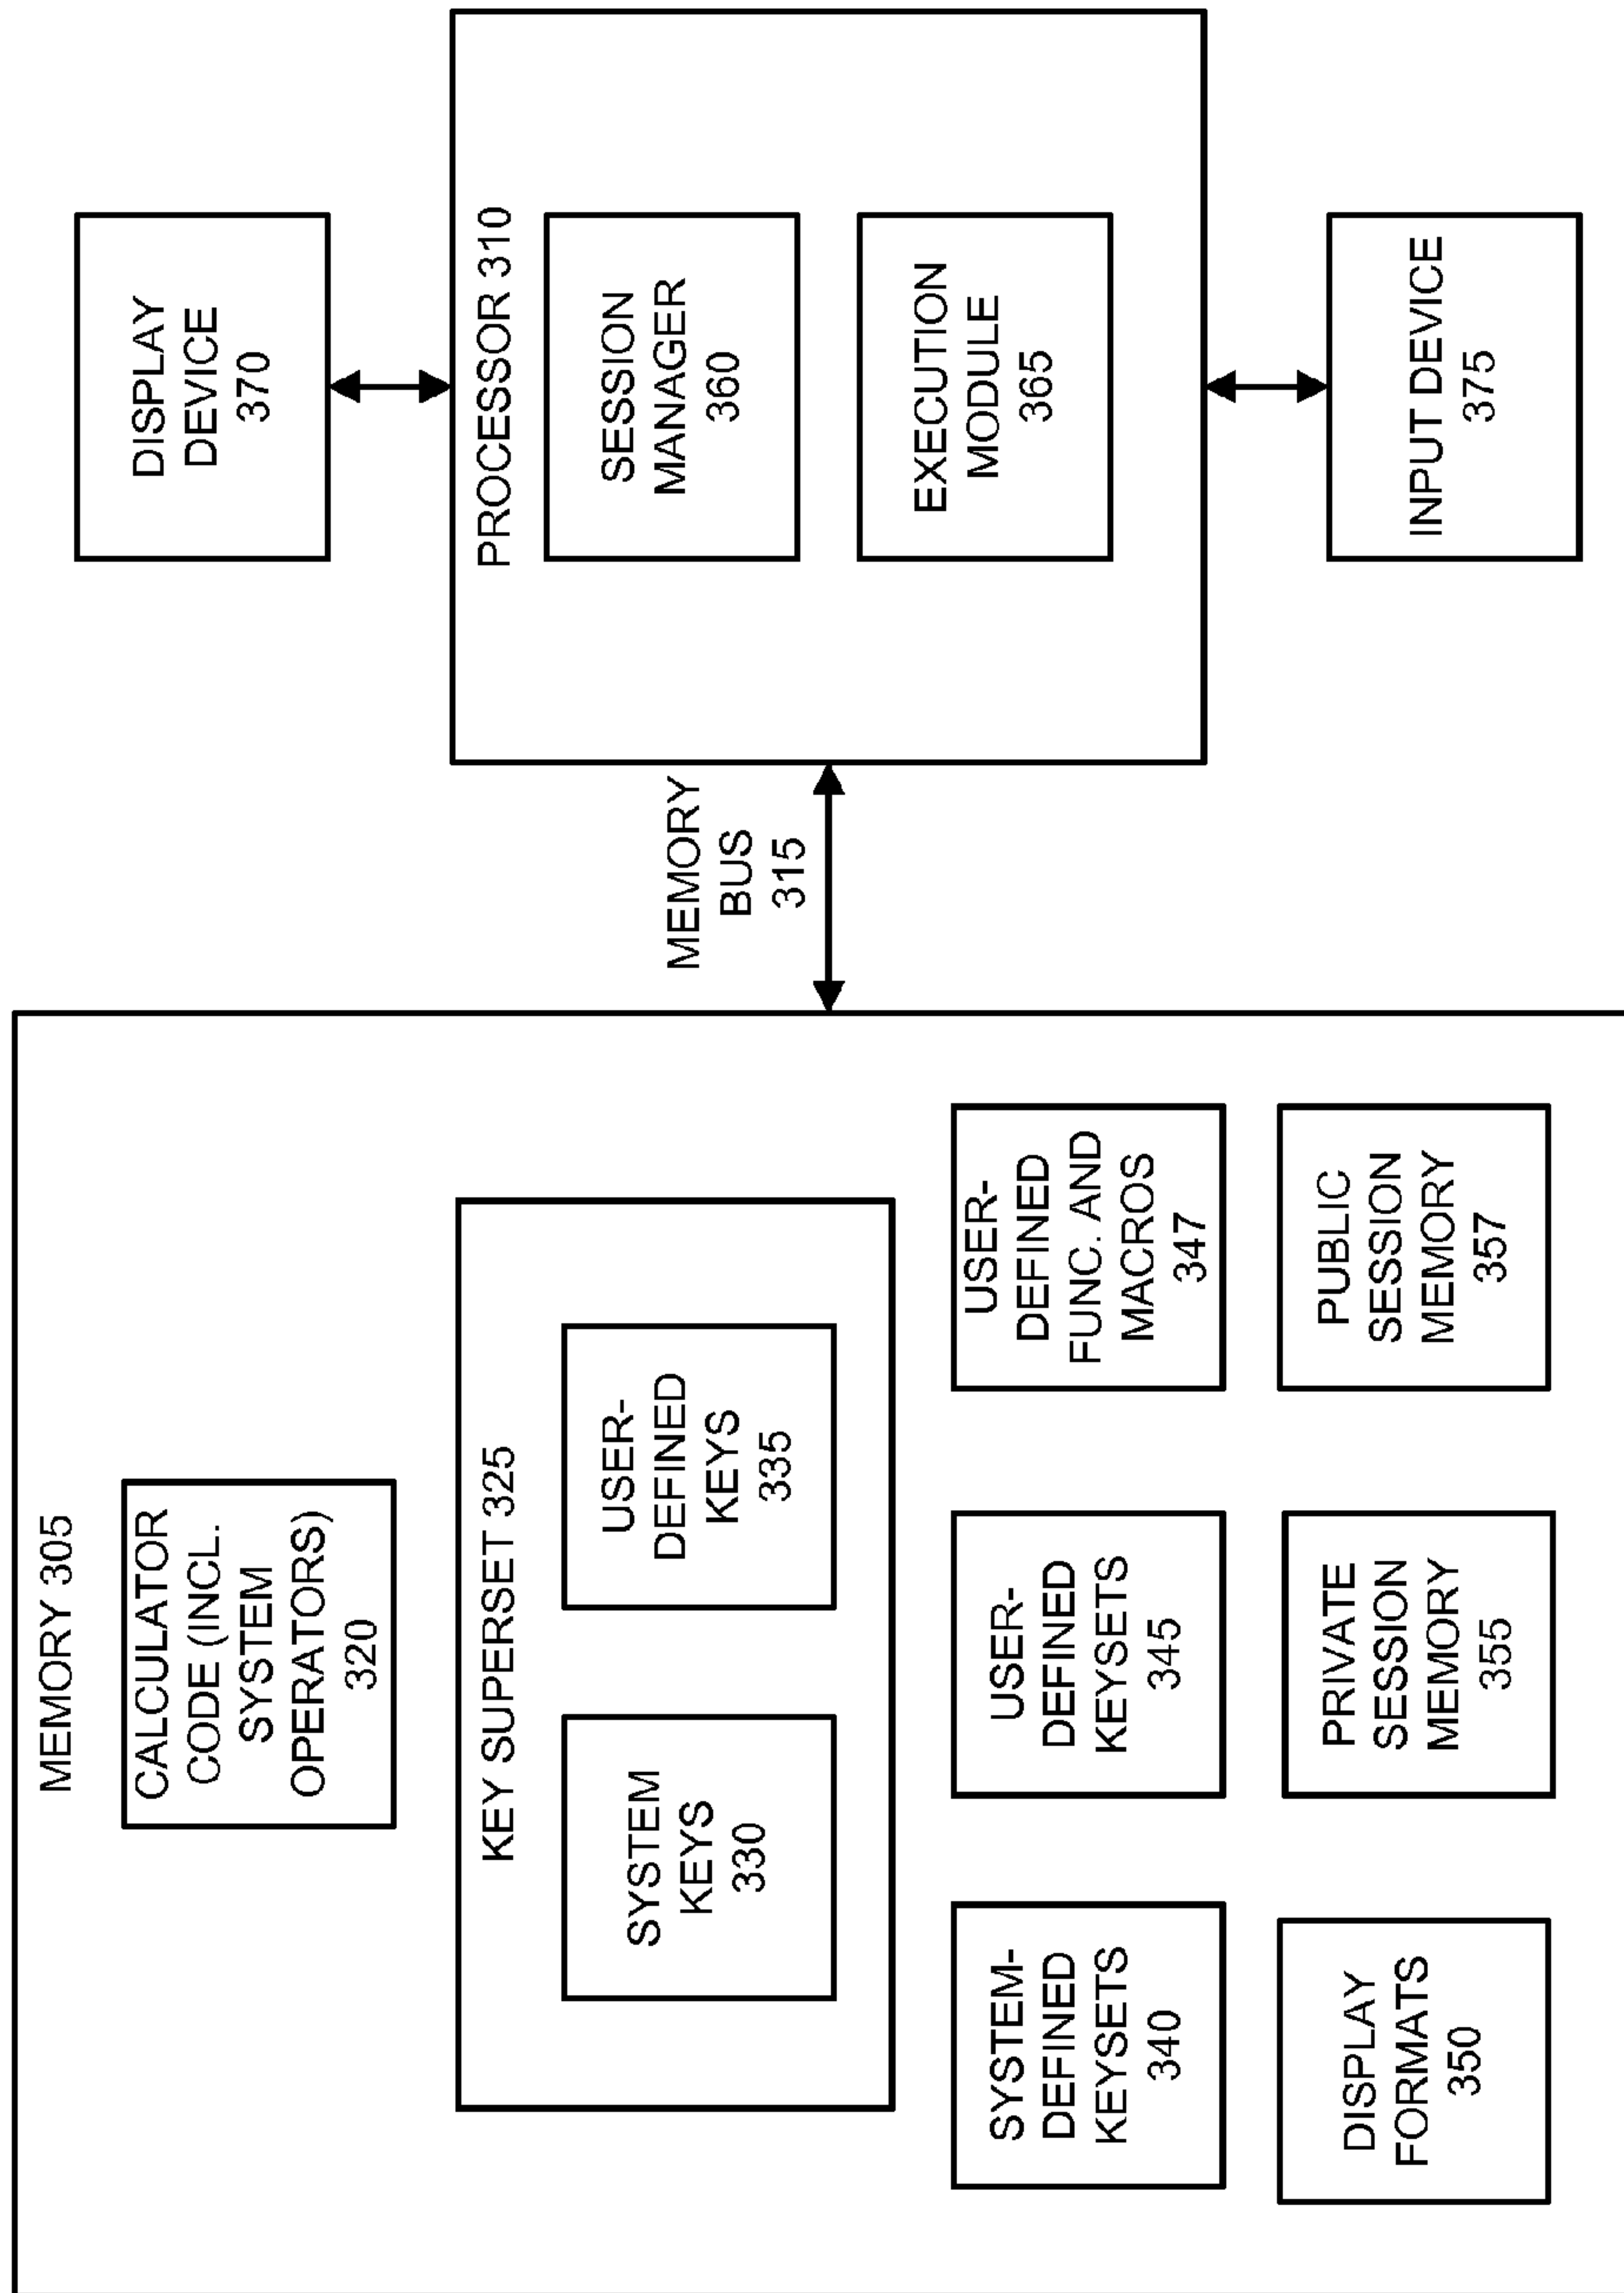 MEMORY 305
CALCULATOR
CODE (INCL.
SYSTEM
OPERATORS)
320
KEY SUPERSET 325
SYSTEM
KEYS
330
USER-
DEFINED
KEYS
335
SYSTEM-
DEFINED
KEYSETS
340
USER-
DEFINED
KEYSETS
345
USER-
DEFINED
FUNC. AND
MACROS
347
DISPLAY
FORMATS
350
PRIVATE
SESSION
MEMORY
355
PUBLIC
SESSION
MEMORY
357
MEMORY
BUS
315
DISPLAY
DEVICE
370
PROCESSOR 310
SESSION
MANAGER
360
EXECUTION
MODULE
365
INPUT DEVICE
375